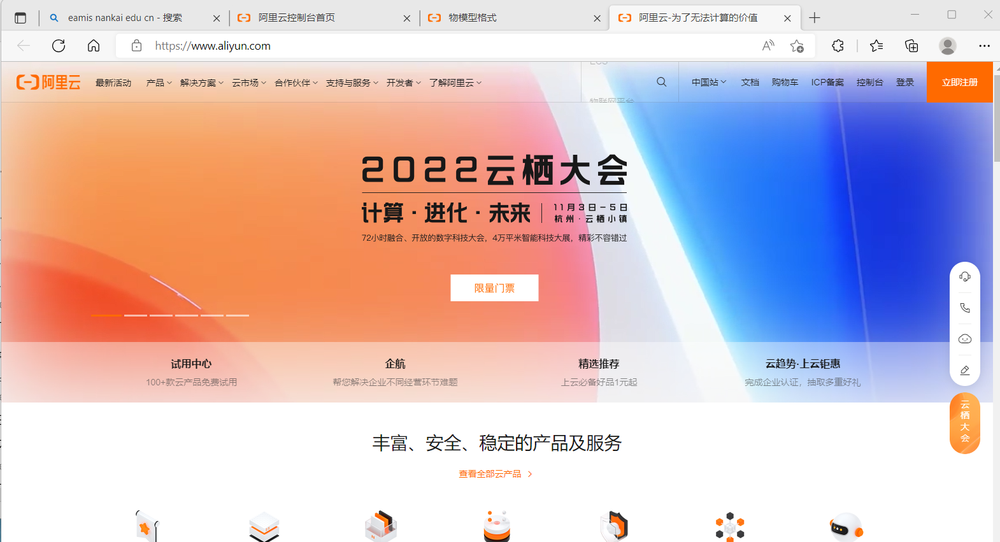 eamis nankai edu cn - 搜索
阿里云控制台首页
物模型格式
阿里云-为了无法计算的价值
https://www.aliyun.com
阿里云
最新活动
产品
解决方案
云市场
合作伙伴
支持与服务
开发者
了解阿里云
中国站
文档
购物车
ICP备案
控制台
登录
立即注册
2022云栖大会
计算·进化·未来
11月3日-5日
杭州·云栖小镇
72小时融合、开放的数字科技大会，4万平米智能科技大展，精彩不容错过
限量门票
试用中心
企航
精选推荐
云趋势·上云钜惠
100+款云产品免费试用
帮您解决企业不同经营环节难题
上云必备好品1元起
完成企业认证，抽取多重好礼
云栖大会
丰富、安全、稳定的产品及服务
查看全部云产品